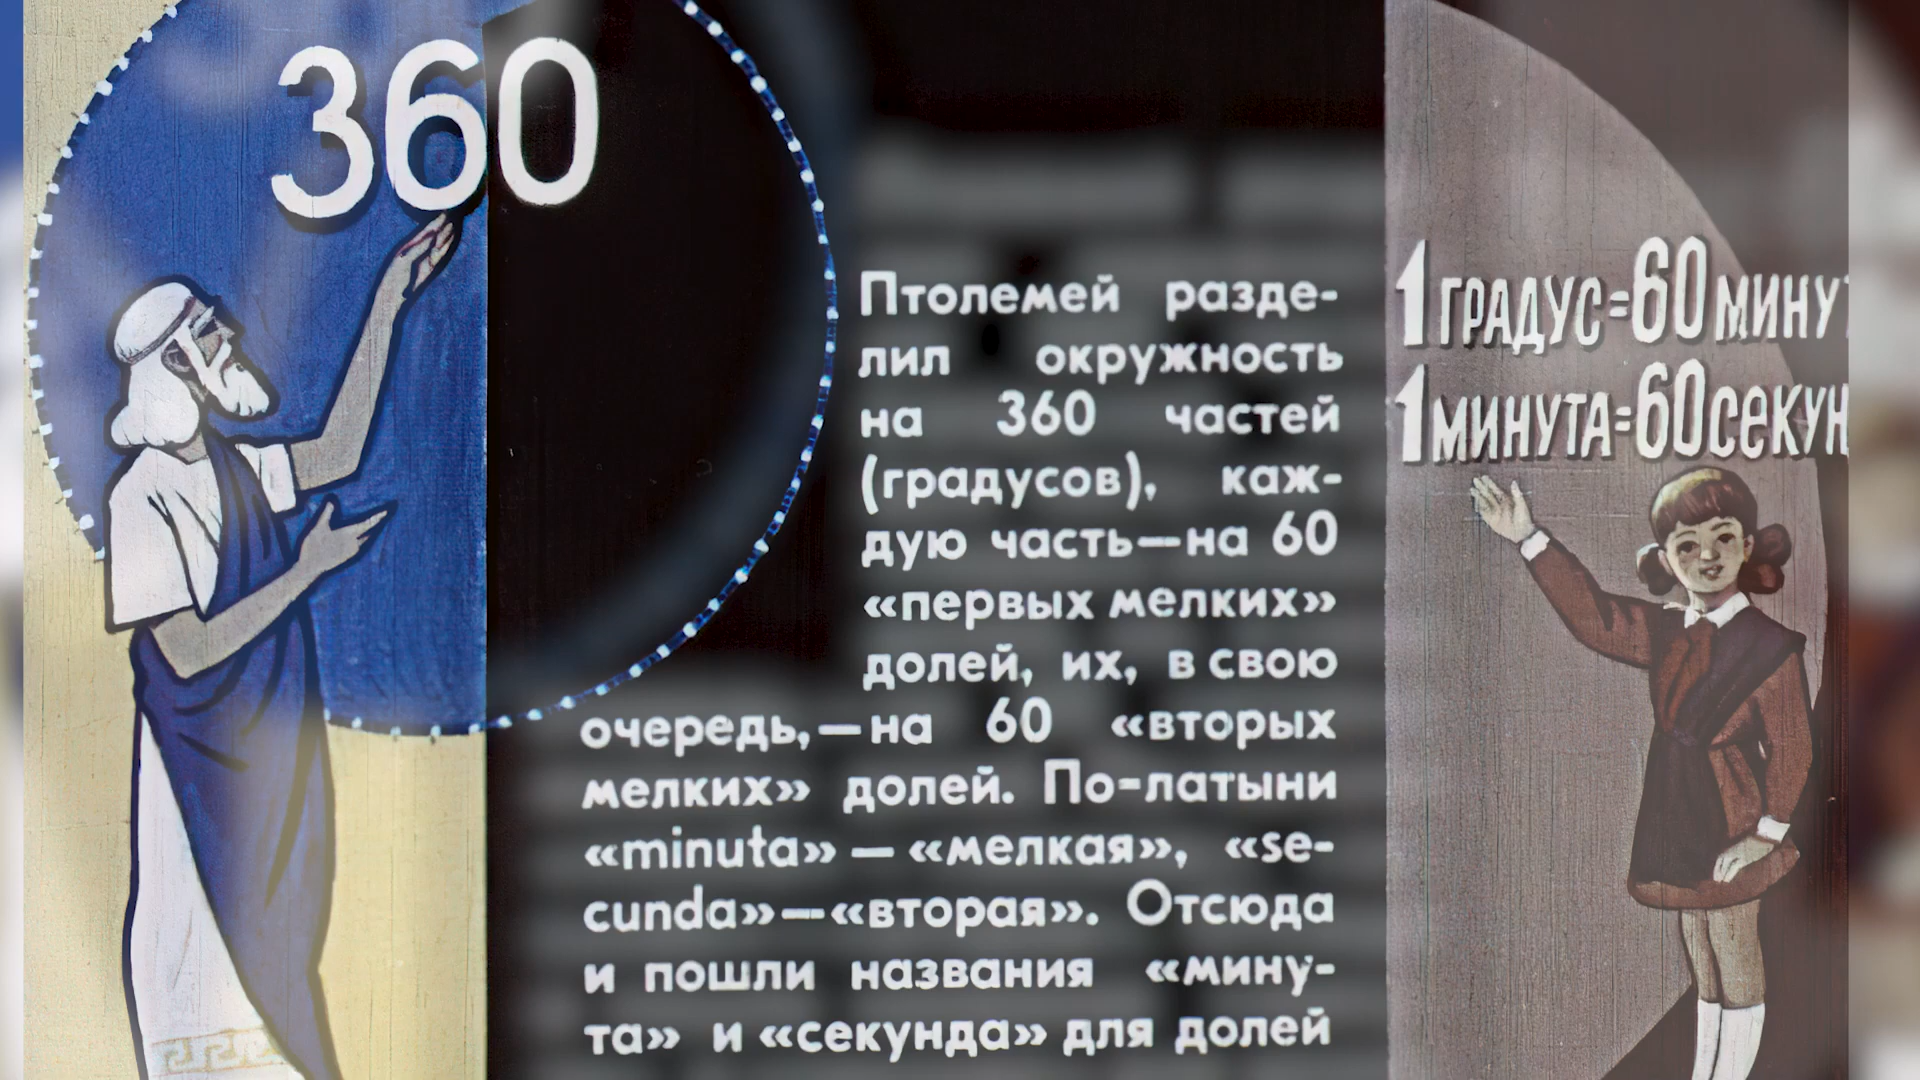 360
Птолемей разде-
лил окружность
на 360 частей
(градусов), каж-
дую часть—на 60
«первых мелких»
долей, их, в свою
очередь,—на 60 «вторых
мелких» долей. По-латыни
«minuta» — «мелкая», «se-
cunda»—«вторая». Отсюда
и пошли названия «мину-
та» и «секунда» для долей
1 ГРАДУС=60 МИНУТ
1 МИНУТА=60 СЕКУН